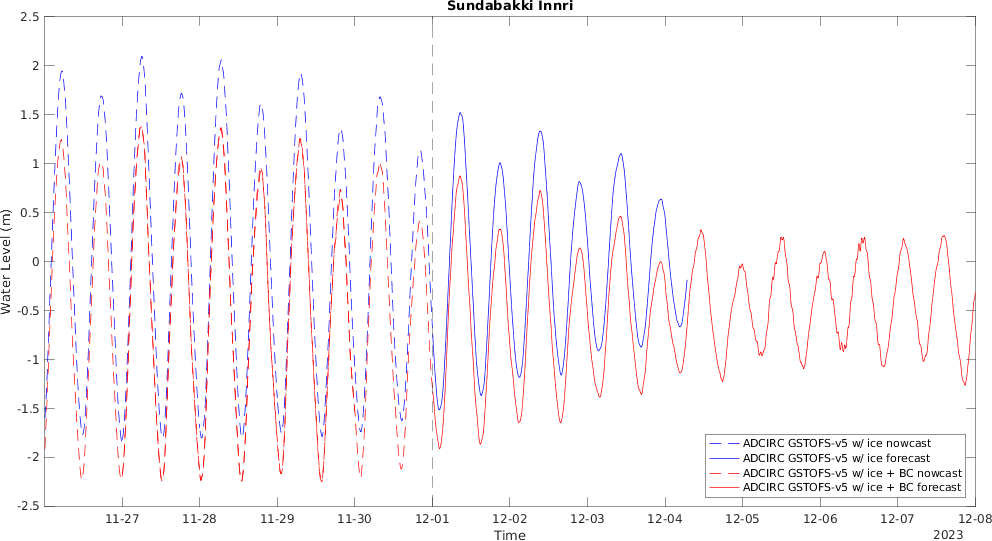 Sundabakki Innri
2.5
2
1.5
1
0.5
0
-0.5
-1
-1.5
-2
-2.5
Water Level (m)
ADCIRC GSTOFS-v5 w/ ice nowcast
ADCIRC GSTOFS-v5 w/ ice forecast
ADCIRC GSTOFS-v5 w/ ice + BC nowcast
ADCIRC GSTOFS-v5 w/ ice + BC forecast
11-27 11-28 11-29 11-30 12-01 12-02 12-03 12-04 12-05 12-06 12-07 12-08
Time
2023